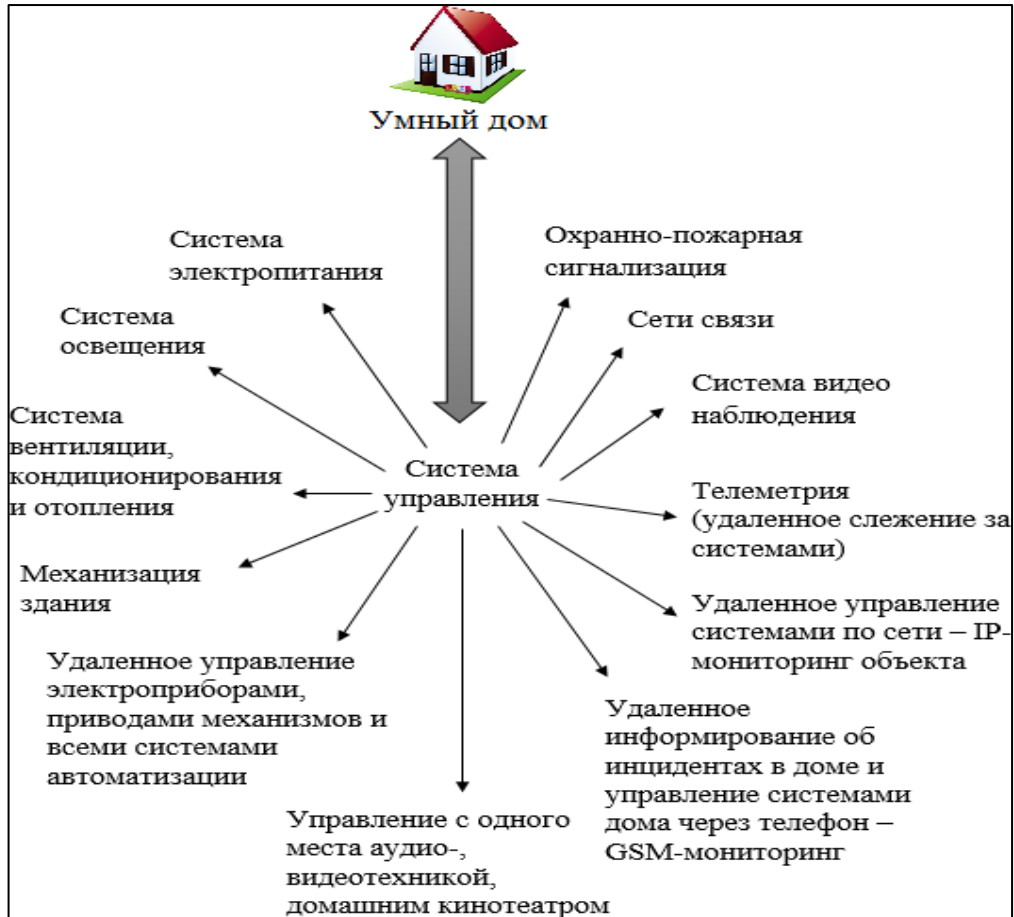 Умный дом
Система
электропитания
Охранно-пожарная
сигнализация
Система
освещения
Сети связи
Система видео
наблюдения
Система
вентиляции,
кондиционирования
и отопления
Система
управления
Телеметрия
(удаленное слежение за
системами)
Механизация
здания
Удаленное управление
системами по сети – IP-
мониторинг объекта
Удаленное управление
электроприборами,
приводами механизмов и
всеми системами
автоматизации
Удаленное
информирование об
инцидентах в доме и
управление системами
дома через телефон –
GSM-мониторинг
Управление с одного
места аудио-,
видеотехникой,
домашним кинотеатром